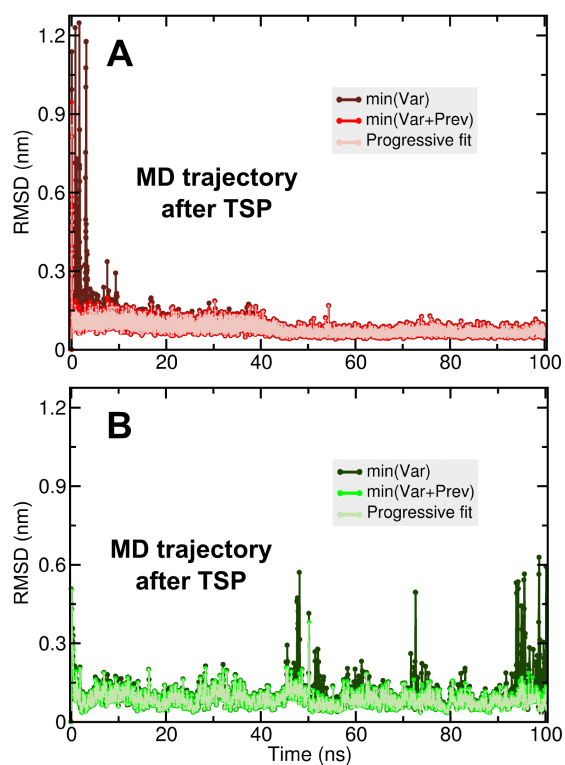 A
1.2
0.9
0.6
0.3
0
RMSD (nm)
min(Var)
min(Var+Prev)
Progressive fit
MD trajectory
after TSP
0 20 40 60 80 100
B
1.2
0.9
0.6
0.3
0
RMSD (nm)
min(Var)
min(Var+Prev)
Progressive fit
MD trajectory
after TSP
0 20 40 60 80 100
Time (ns)